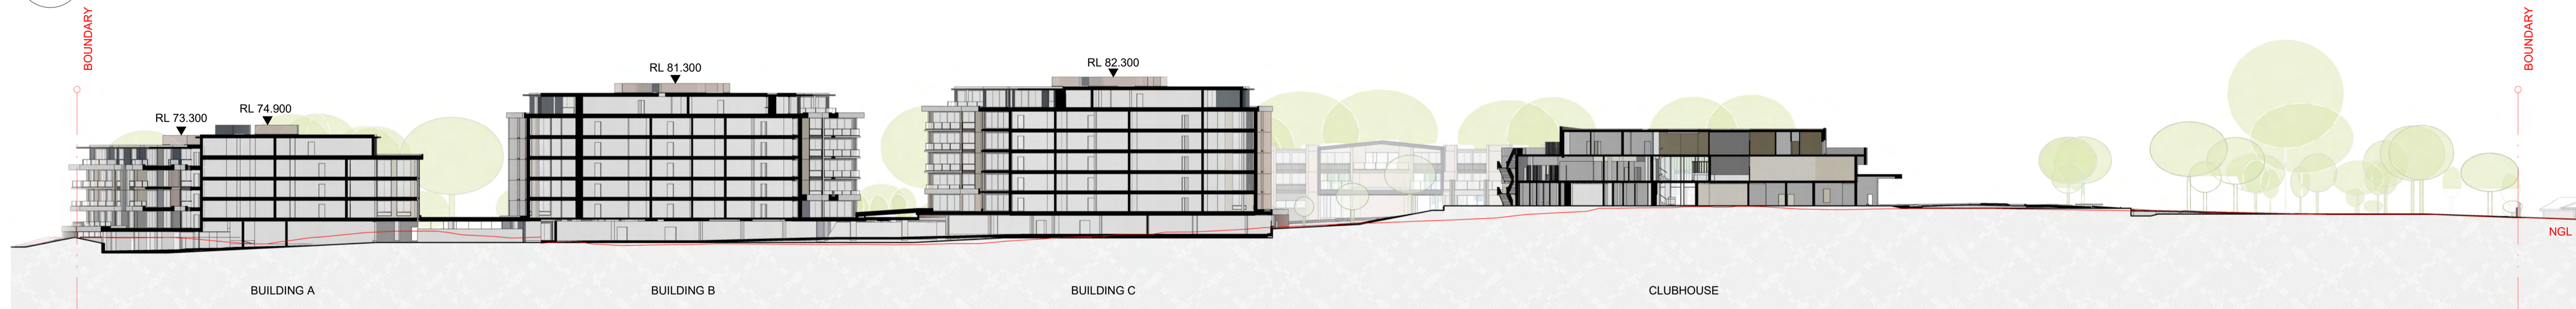 BOUNDARY
BOUNDARY
RL 82.300
RL 81.300
RL 74.900
RL 73.300
NGL
BUILDING A
BUILDING B
BUILDING C
CLUBHOUSE